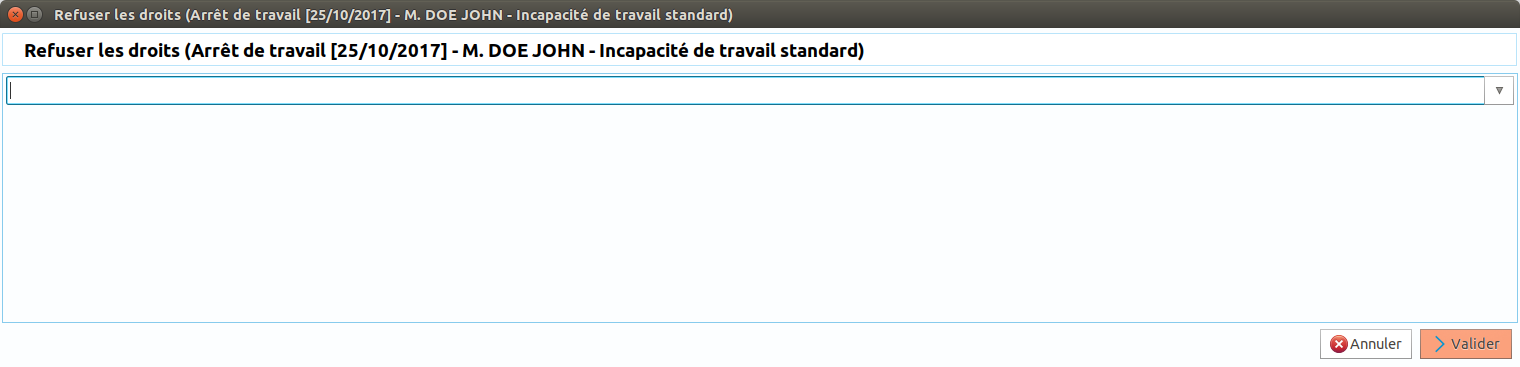 Refuser les droits (Arrêt de travail [25/10/2017] - M. DOE JOHN - Incapacité de travail standard)
Refuser les droits (Arrêt de travail [25/10/2017] - M. DOE JOHN - Incapacité de travail standard)
Annuler
Valider